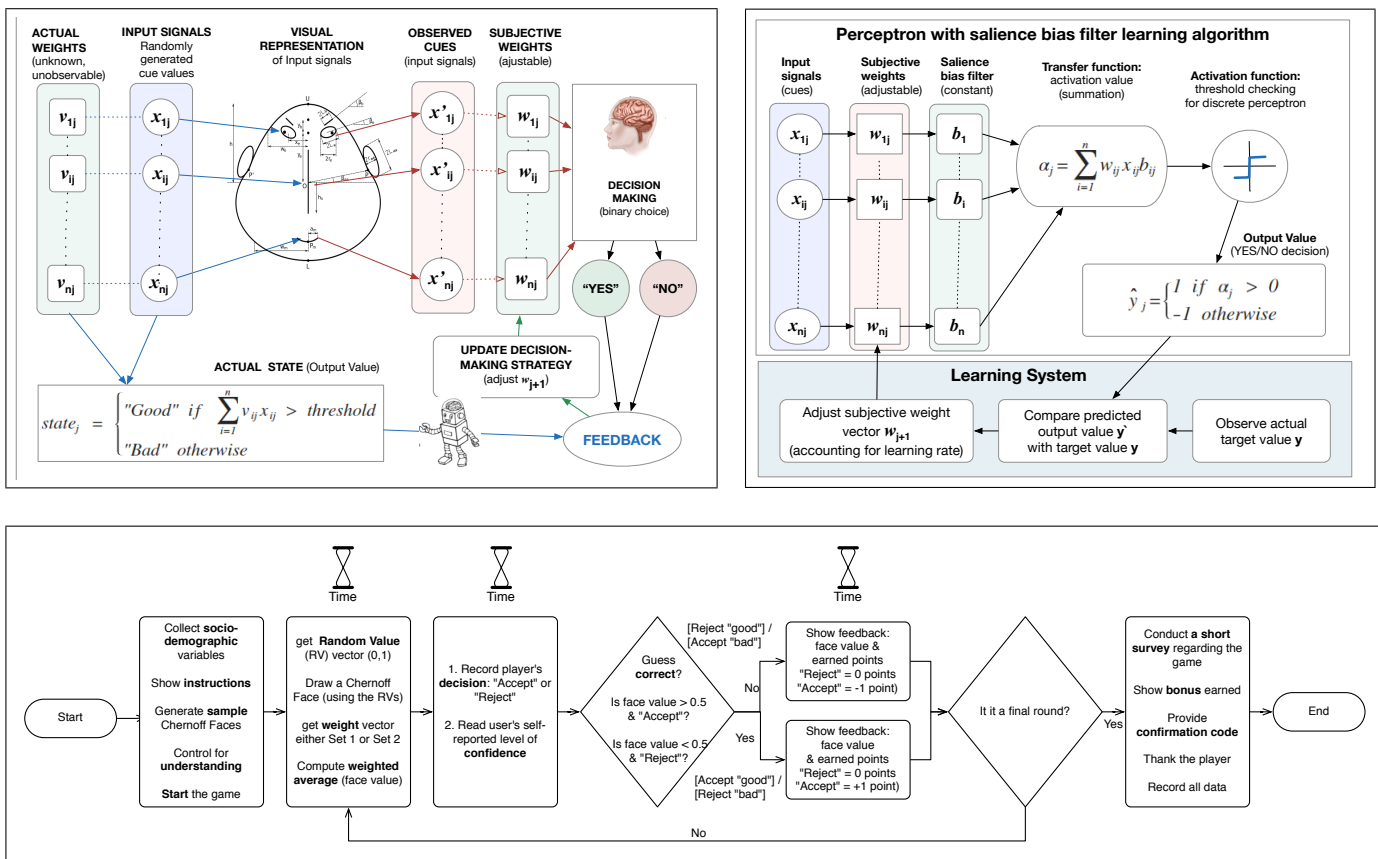 ACTUAL
WEIGHTS
(unknown,
unobservable)
INPUT SIGNALS
Randomly
generated
cue values
VISUAL
REPRESENTATION
of Input signals
OBSERVED
CUES
(input signals)
SUBJECTIVE
WEIGHTS
(ajustable)
v1j
vij
vnj
x1j
xij
xnj
U
O
L
x'1j
x'ij
x'nj
w1j
wij
wnj
DECISION
MAKING
(binary choice)
“YES”
“NO”
UPDATE DECISION-
MAKING STRATEGY
(adjust wj+1)
FEEDBACK
ACTUAL STATE (Output Value)
statej = { "Good" if ∑ i=1 n vij xij > threshold
"Bad" otherwise
Perceptron with salience bias filter learning algorithm
Input
signals
(cues)
Subjective
weights
(adjustable)
Salience
bias filter
(constant)
Transfer function:
activation value
(summation)
Activation function:
threshold checking
for discrete perceptron
x1j
xij
xnj
w1j
wij
wnj
b1
bi
bn
αj = ∑ i=1 n wij xij bij
Output Value
(YES/NO decision)
ŷj = { 1 if αj > 0
−1 otherwise
Learning System
Adjust subjective weight
vector wj+1
(accounting for learning rate)
Compare predicted
output value y`
with target value y
Observe actual
target value y
Time
Time
Time
Start
Collect socio-
demographic
variables
Show instructions
Generate sample
Chernoff Faces
Control for
understanding
Start the game
get Random Value
(RV) vector (0,1)
Draw a Chernoff
Face (using the RVs)
get weight vector
either Set 1 or Set 2
Compute weighted
average (face value)
1. Record player's
decision: "Accept" or
"Reject"
2. Read user's self-
reported level of
confidence
Guess
correct?
Is face value > 0.5
& "Accept"?
Is face value < 0.5
& "Reject"?
[Reject "good"] /
[Accept "bad"]
No
Yes
[Accept "good"] /
[Reject "bad"]
Show feedback:
face value &
earned points
"Reject" = 0 points
"Accept" = -1 point)
Show feedback:
face value
& earned points
"Reject" = 0 points
"Accept" = +1 point)
It it a final round?
Yes
No
Conduct a short
survey regarding the
game
Show bonus earned
Provide
confirmation code
Thank the player
Record all data
End